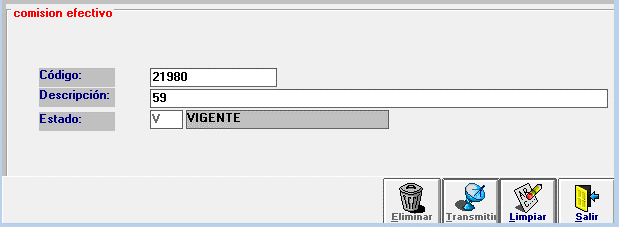 comision efectivo
Código: 21980
Descripción: 59
Estado: V VIGENTE
Eliminar Transmitir Limpiar Salir